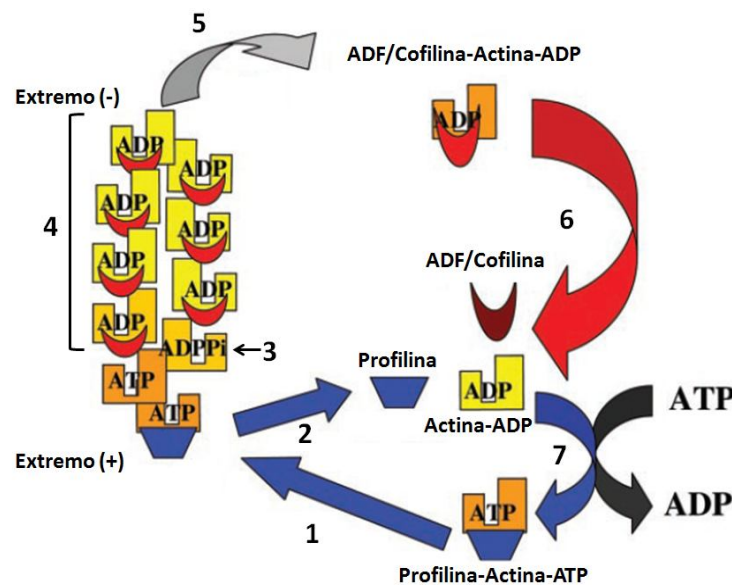 5
ADF/Cofilina-Actina-ADP
Extremo (-)
ADP
ADP
ADP
4
ADP
ADP
6
ADF/Cofilina
ADP
ADP
ADP
ADPPi
3
Profilina
ATP
ADP
ATP
ATP
Actina-ADP
2
7
Extremo (+)
ADP
ATP
1
Profilina-Actina-ATP